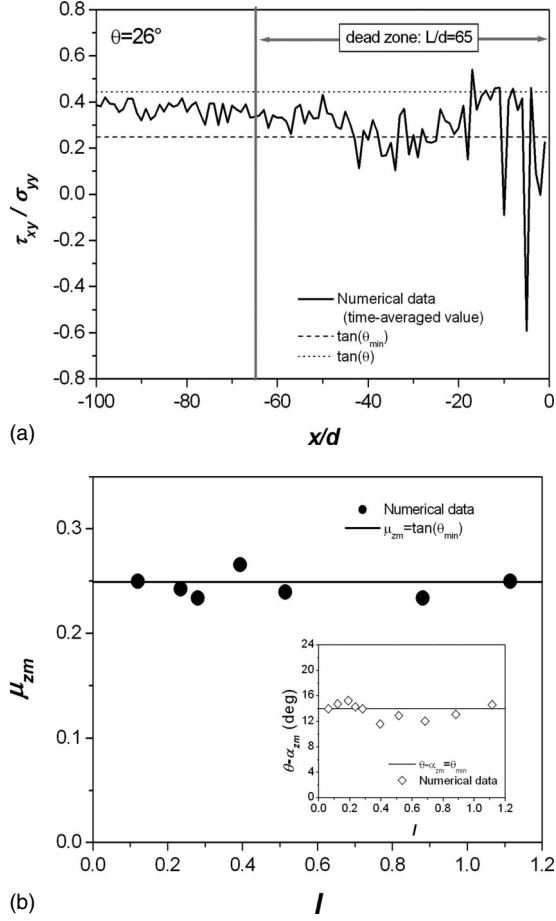 0.8
θ=26°
dead zone: L/d=65
0.6
0.4
0.2
0.0
-0.2
-0.4
-0.6
-0.8
τxy / σyy
Numerical data
(time-averaged value)
tan(θmin)
tan(θ)
-100 -80 -60 -40 -20 0
x/d
(a)
Numerical data
μzm=tan(θmin)
0.3
0.2
0.1
0.0
μzm
24
20
16
12
8
4
0
θ-αzm (deg)
θ-αzm=θmin
Numerical data
0.0 0.2 0.4 0.6 0.8 1.0 1.2
I
0.0 0.2 0.4 0.6 0.8 1.0 1.2
I
(b)